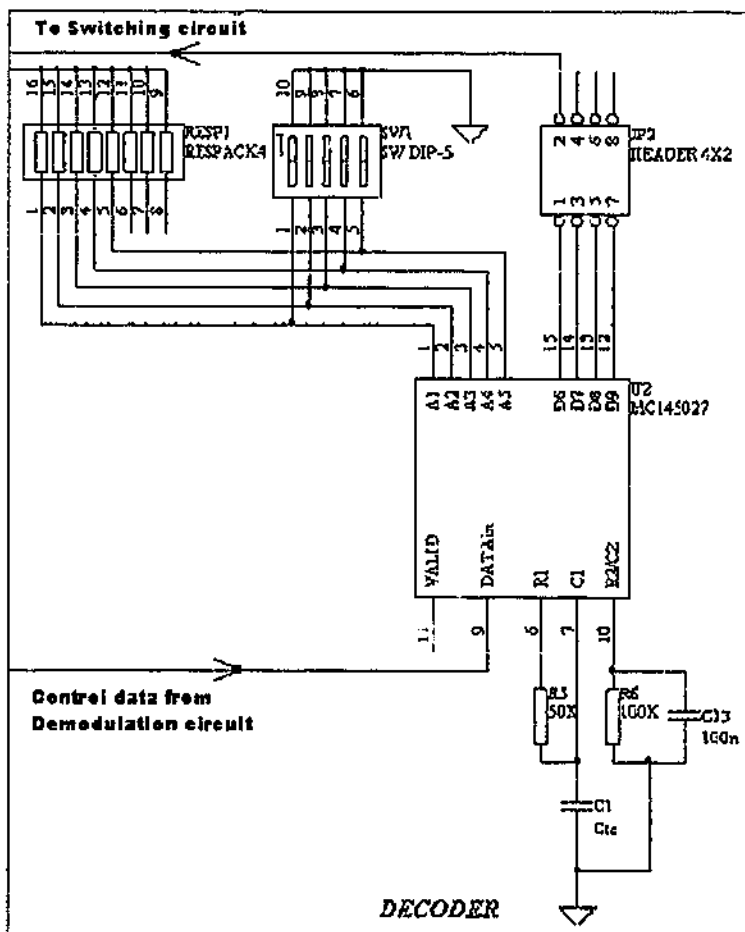 To Switching circuit
16 15 14 13 12 11 10 9
10 9 8 7 6
RESP1
RESPACK4
SW1
SW DIP-5
2 4 6 8
JP3
HEADER 4X2
1 3 5 7
1 2 3 4 5 6 7 8
1 2 3 4 5
1 2 3 4 5
15 14 13 12
U2
MC145027
A1 A2 A3 A4 A5
D6 D7 D8 D9
VALID
DATAin
R1
C1
R2/C2
11
9
6
7
10
Control data from
Demodulation circuit
R5
50K
R6
100K
C13
100n
C1
DECODER